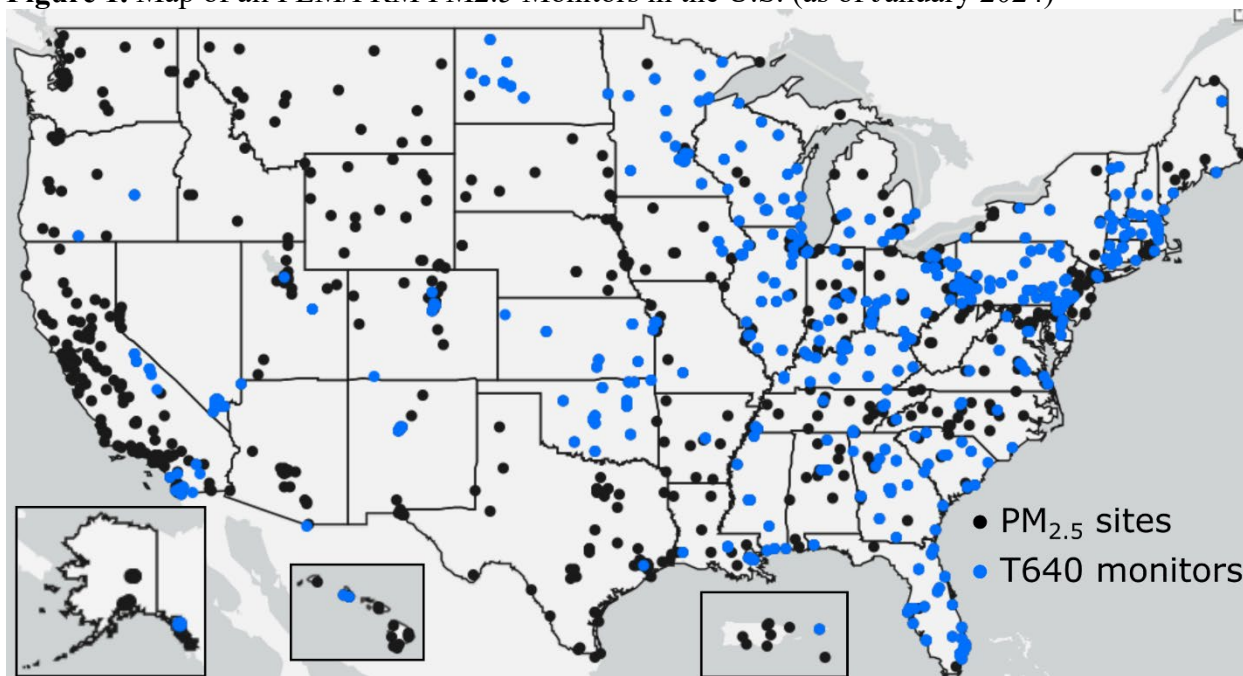 Figure 1. Map of all FEM/FRM PM2.5 Monitors in the U.S. (as of January 2024)
PM2.5 sites
T640 monitors